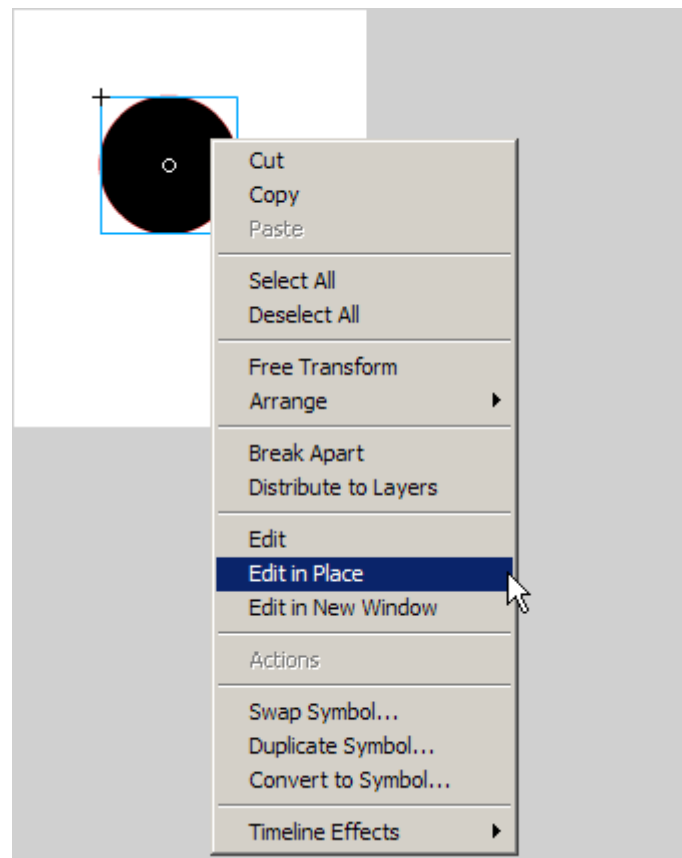 Cut
Copy
Paste
Select All
Deselect All
Free Transform
Arrange
Break Apart
Distribute to Layers
Edit
Edit in Place
Edit in New Window
Actions
Swap Symbol...
Duplicate Symbol...
Convert to Symbol...
Timeline Effects